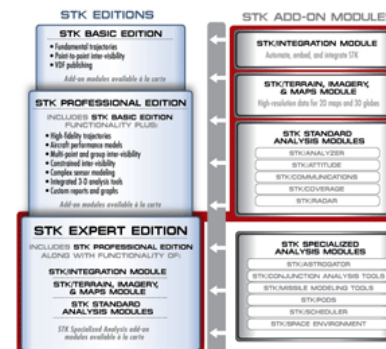 STK EDITIONS
STK BASIC EDITION
• Fundamental trajectories
• Point-to-point inter-visibility
• VDF publishing
Add-on modules available à la carte
STK PROFESSIONAL EDITION
INCLUDES STK BASIC EDITION
FUNCTIONALITY PLUS:
• High-fidelity trajectories
• Aircraft performance models
• Multi-point and group inter-visibility
• Constrained inter-visibility
• Complex sensor modeling
• Integrated 3-D analysis tools
• Custom reports and graphs
Add-on modules available à la carte
STK EXPERT EDITION
INCLUDES STK PROFESSIONAL EDITION
ALONG WITH FUNCTIONALITY OF:
STK/INTEGRATION MODULE
STK/TERRAIN, IMAGERY,
& MAPS MODULE
STK STANDARD
ANALYSIS MODULES
STK Specialized Analysis add-on
modules available à la carte
STK ADD-ON MODULE
STK/INTEGRATION MODULE
Automate, embed, and integrate STK
STK/TERRAIN, IMAGERY,
& MAPS MODULE
High-resolution data for 2D maps and 3D globes
STK STANDARD
ANALYSIS MODULES
STK/ANALYZER
STK/ATTITUDE
STK/COMMUNICATIONS
STK/COVERAGE
STK/RADAR
STK SPECIALIZED
ANALYSIS MODULES
STK/ASTROGATOR
STK/CONJUNCTION ANALYSIS TOOLS
STK/MISSILE MODELING TOOLS
STK/PODS
STK/SCHEDULER
STK/SPACE ENVIRONMENT